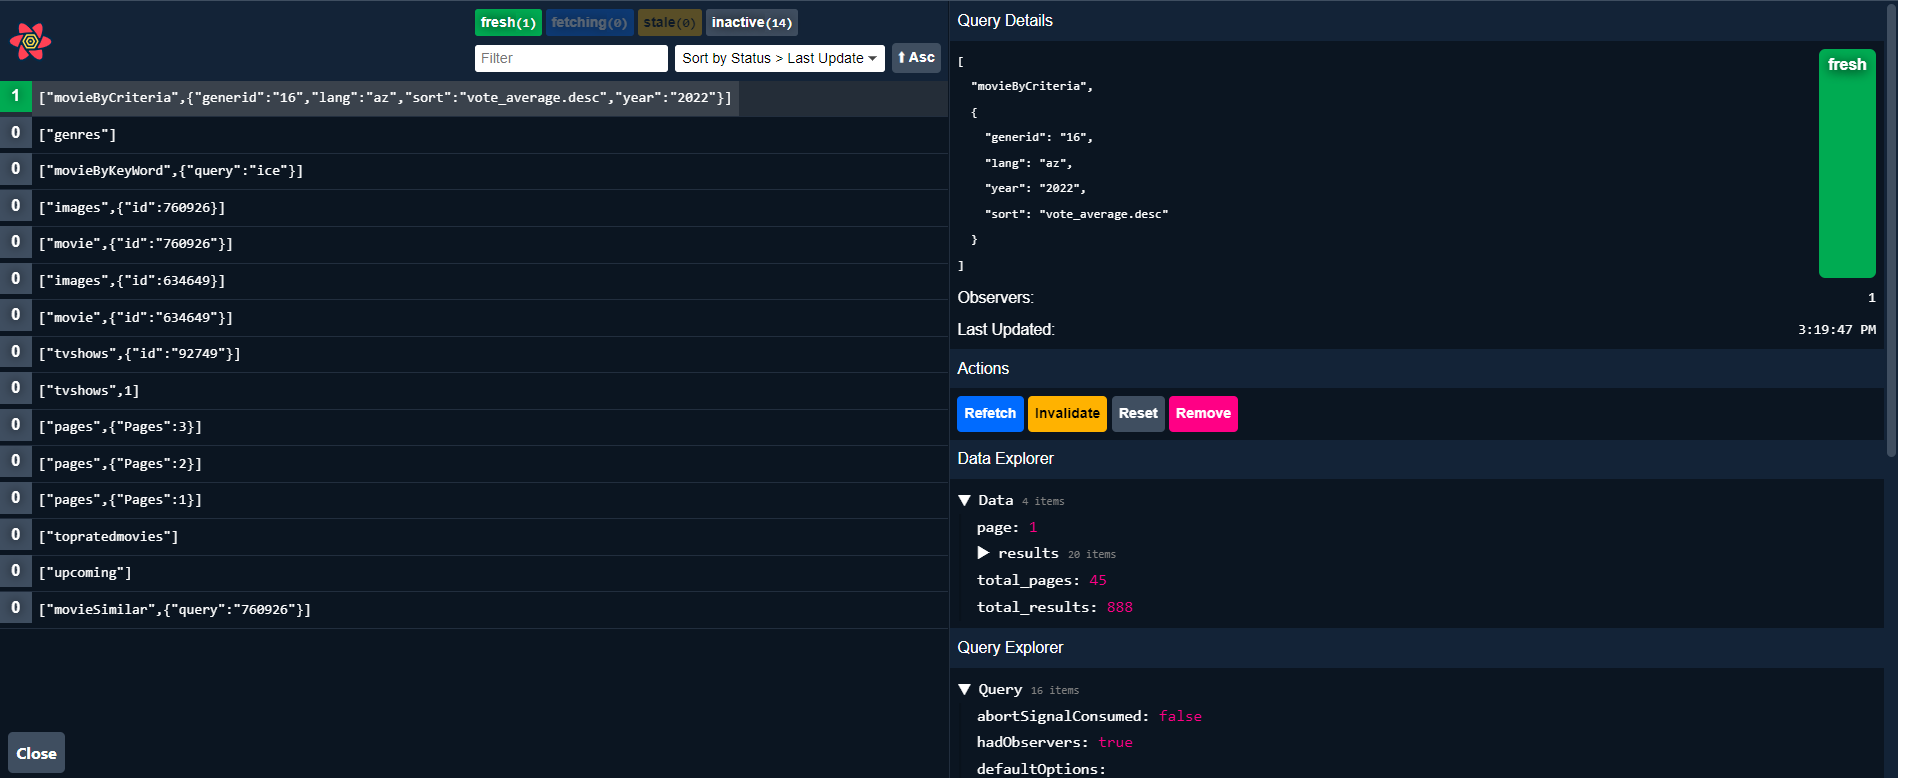 fresh(1) fetching(0) stale(0) inactive(14)
Filter Sort by Status > Last Update ⬆ Asc
1 ["movieByCriteria",{"generid":"16","lang":"az","sort":"vote_average.desc","year":"2022"}]
0 ["genres"]
0 ["movieByKeyWord",{"query":"ice"}]
0 ["images",{"id":760926}]
0 ["movie",{"id":"760926"}]
0 ["images",{"id":634649}]
0 ["movie",{"id":"634649"}]
0 ["tvshows",{"id":"92749"}]
0 ["tvshows",1]
0 ["pages",{"Pages":3}]
0 ["pages",{"Pages":2}]
0 ["pages",{"Pages":1}]
0 ["topratedmovies"]
0 ["upcoming"]
0 ["movieSimilar",{"query":"760926"}]
Close
Query Details
[
"movieByCriteria",
{
"generid": "16",
"lang": "az",
"year": "2022",
"sort": "vote_average.desc"
}
]
fresh
Observers: 1
Last Updated: 3:19:47 PM
Actions
Refetch Invalidate Reset Remove
Data Explorer
▼ Data 4 items
page: 1
▶ results 20 items
total_pages: 45
total_results: 888
Query Explorer
▼ Query 16 items
abortSignalConsumed: false
hadObservers: true
defaultOptions: